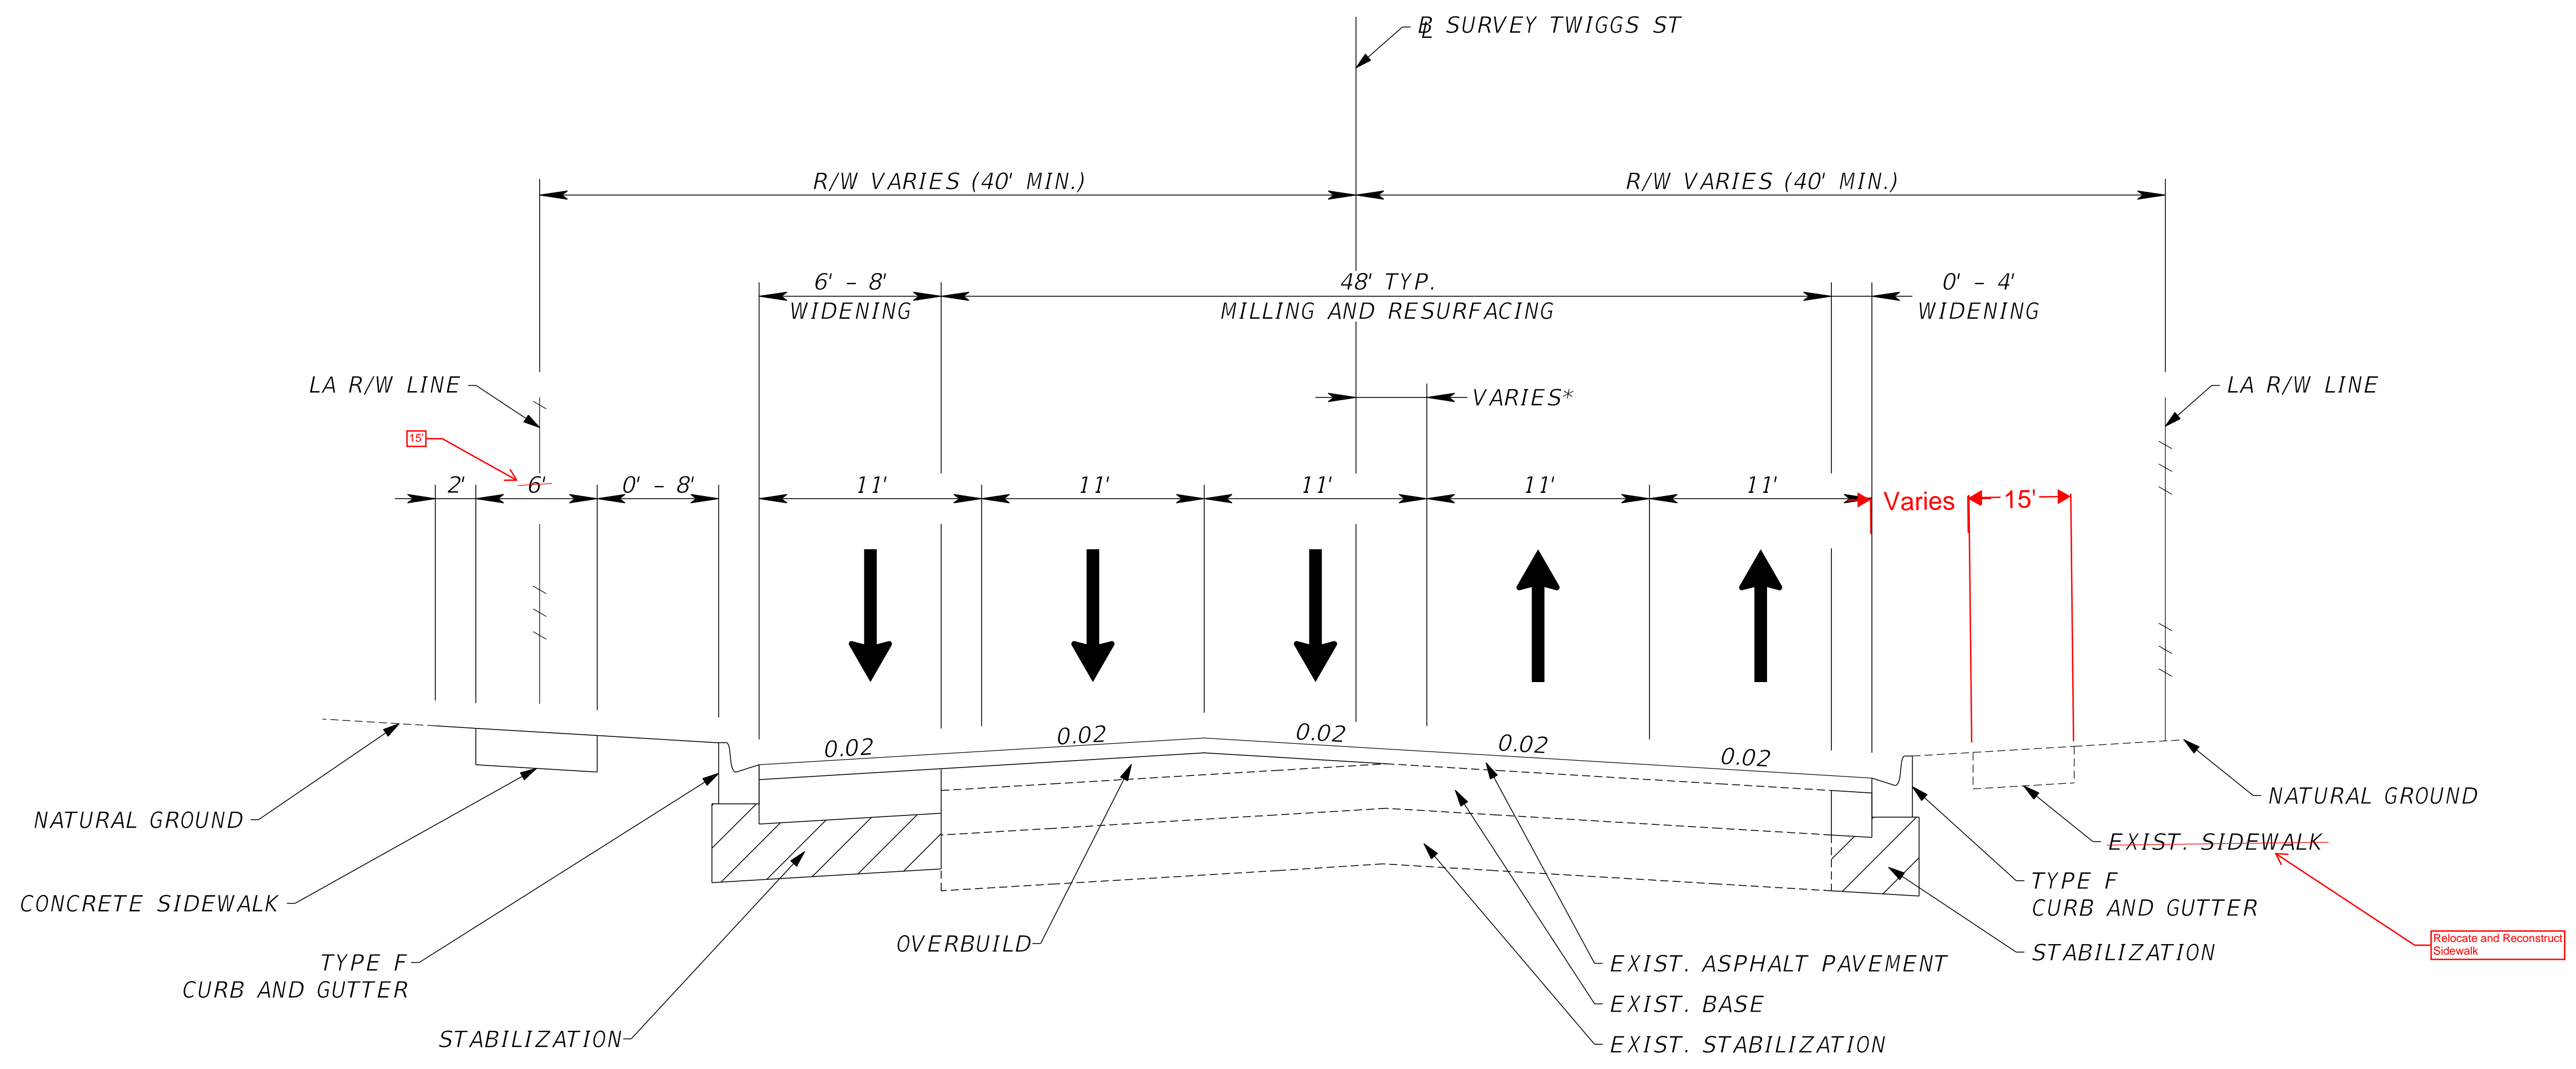 BL SURVEY TWIGGS ST
R/W VARIES (40' MIN.)
R/W VARIES (40' MIN.)
6' - 8'
WIDENING
48' TYP.
MILLING AND RESURFACING
0' - 4'
WIDENING
LA R/W LINE
VARIES*
LA R/W LINE
15'
2'
6'
0' - 8'
11'
11'
11'
11'
11'
Varies
15'
0.02
0.02
0.02
0.02
0.02
NATURAL GROUND
NATURAL GROUND
EXIST. SIDEWALK
CONCRETE SIDEWALK
TYPE F
CURB AND GUTTER
OVERBUILD
Relocate and Reconstruct
Sidewalk
TYPE F
CURB AND GUTTER
STABILIZATION
EXIST. ASPHALT PAVEMENT
EXIST. BASE
STABILIZATION
EXIST. STABILIZATION